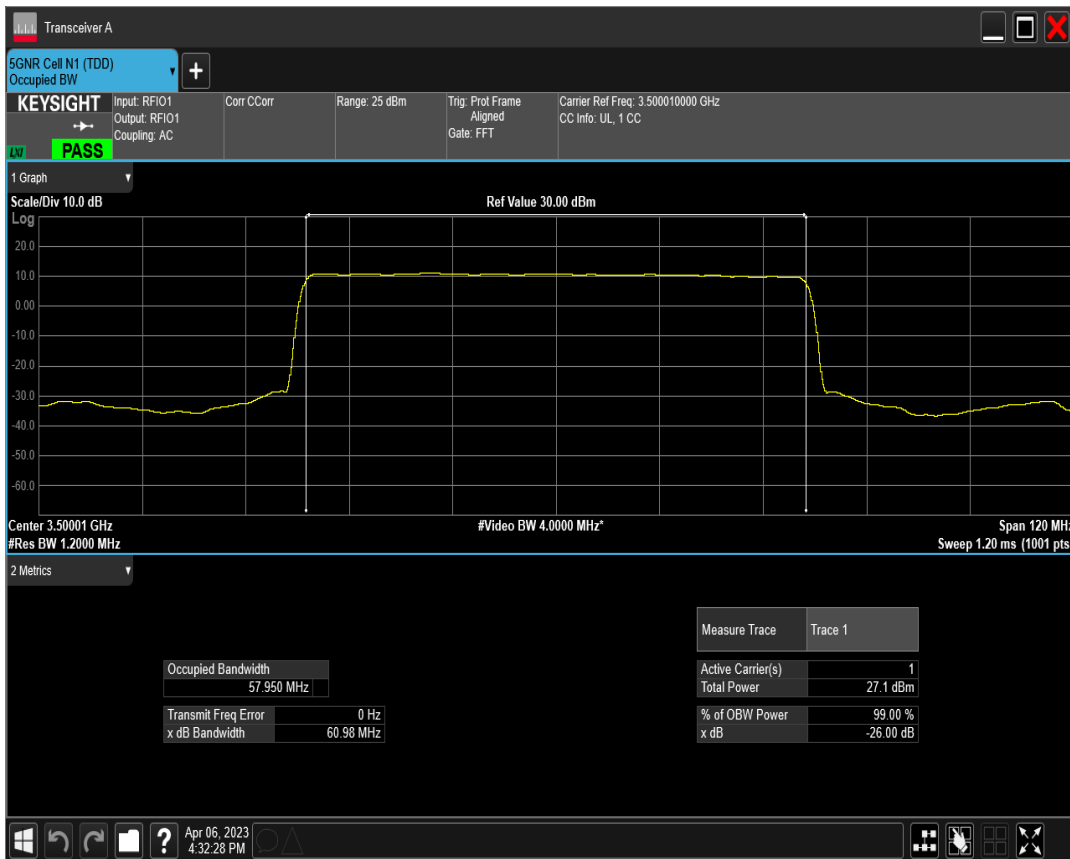 Transceiver A
5GNR Cell N1 (TDD)
Occupied BW
KEYSIGHT
LXI
PASS
Input: RFIO1
Output: RFIO1
Coupling: AC
Corr CCorr
Range: 25 dBm
Trig: Prot Frame
Aligned
Gate: FFT
Carrier Ref Freq: 3.500010000 GHz
CC Info: UL, 1 CC
1 Graph
Scale/Div 10.0 dB
Ref Value 30.00 dBm
Log
20.0
10.0
0.00
-10.0
-20.0
-30.0
-40.0
-50.0
-60.0
Center 3.50001 GHz
#Video BW 4.0000 MHz*
Span 120 MHz
#Res BW 1.2000 MHz
Sweep 1.20 ms (1001 pts
2 Metrics
Measure Trace Trace 1
Occupied Bandwidth
57.950 MHz
Active Carrier(s) 1
Total Power 27.1 dBm
Transmit Freq Error 0 Hz
x dB Bandwidth 60.98 MHz
% of OBW Power 99.00 %
x dB -26.00 dB
?
Apr 06, 2023
4:32:28 PM